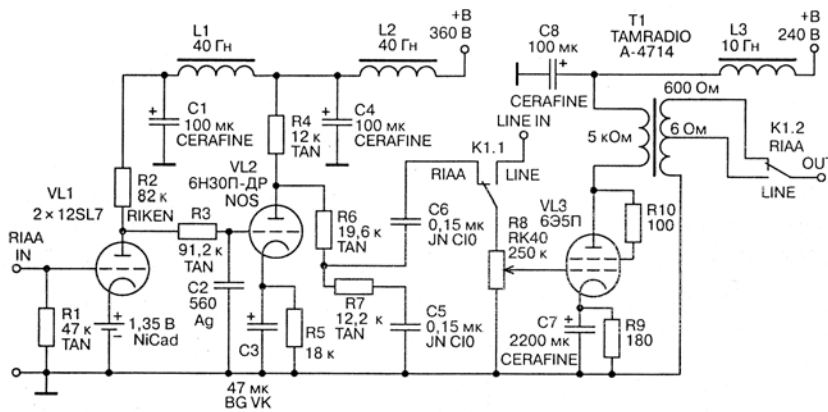 L1
40 Гн
L2
40 Гн
+В
360 В
C8
100 мк
CERAFINE
T1
TAMRADIO
A-4714
L3
10 Гн
+В
240 В
C1
100 мк
CERAFINE
R4
12 к
TAN
C4
100 мк
CERAFINE
LINE IN
600 Ом
6 Ом
5 кОм
K1.2
RIAA
OUT
LINE
VL1
2 × 12SL7
R2
82 к
RIKEN
VL2
6Н30П-ДР
NOS
K1.1
RIAA
LINE
VL3
6Э5П
R3
91,2 к
TAN
R6
19,6 к
TAN
C6
0,15 мк
JN CI0
R8
RK40
250 к
R10
100
RIAA
IN
R1
47 к
TAN
1,35 В
NiCad
C2
560
Ag
R7
12,2 к
TAN
C5
0,15 мк
JN CI0
C3
47 мк
BG VK
R5
18 к
C7
2200 мк
CERAFINE
R9
180